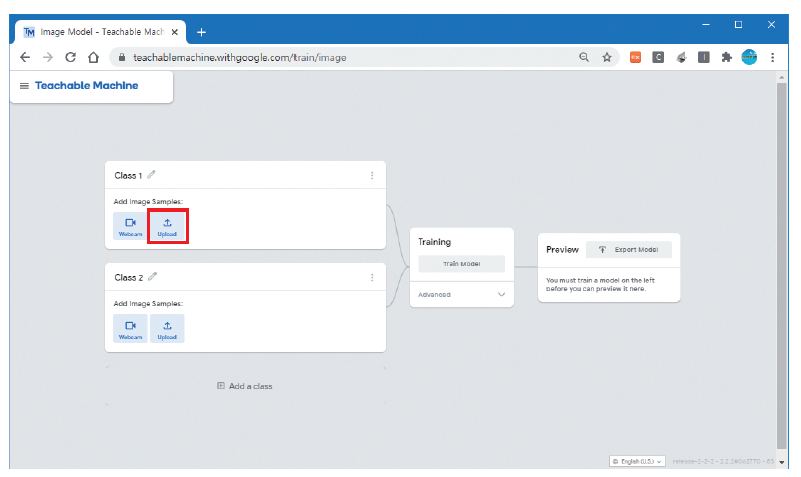 Image Model - Teachable Mach
teachablemachine.withgoogle.com/train/image
Teachable Machine
Class 1
Add Image Samples:
Webcam Upload
Class 2
Add Image Samples:
Webcam Upload
Add a class
Training
Train Model
Advanced
Preview Export Model
You must train a model on the left
before you can preview it here.
English (U.S.)